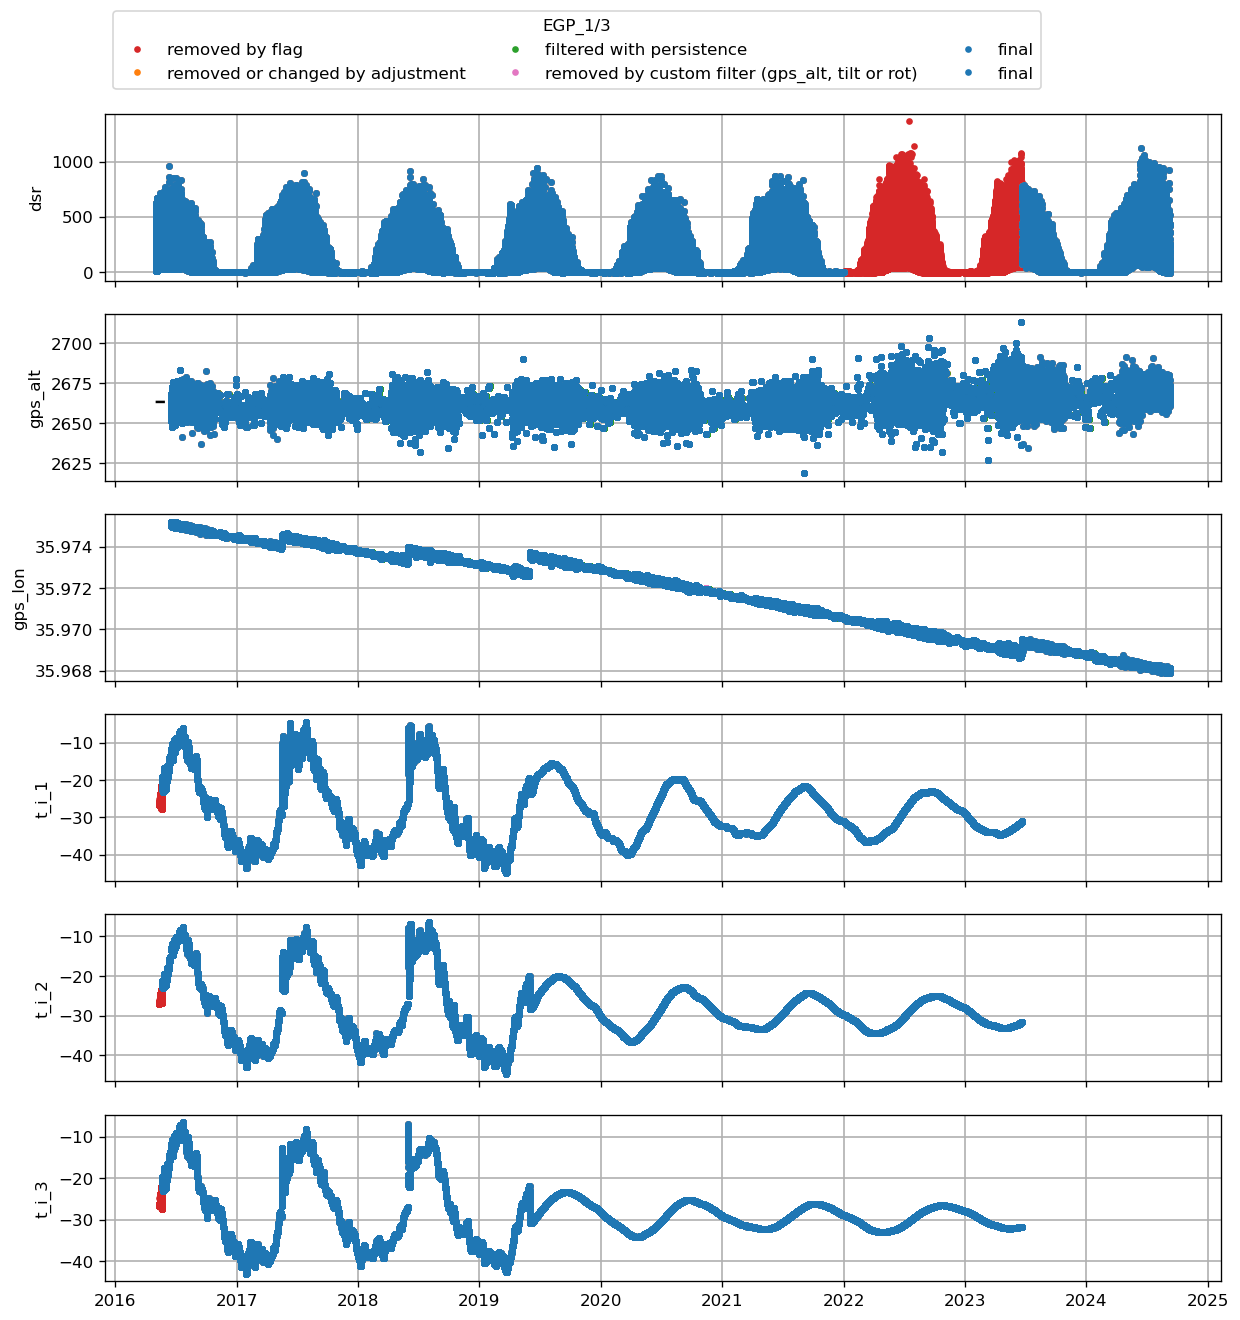 EGP_1/3
removed by flag
filtered with persistence
final
removed or changed by adjustment
removed by custom filter (gps_alt, tilt or rot)
final
1000
500
0
dsr
2700
2675
2650
2625
gps_alt
35.974
35.972
35.970
35.968
gps_lon
−10
−20
−30
−40
t_i_1
−10
−20
−30
−40
t_i_2
−10
−20
−30
−40
t_i_3
2016 2017 2018 2019 2020 2021 2022 2023 2024 2025